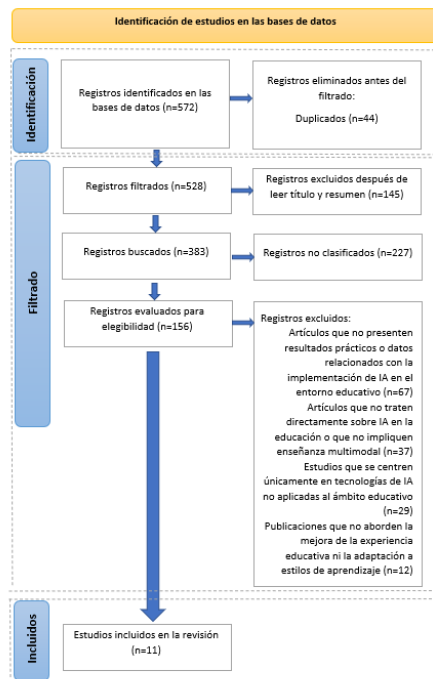 Identificación de estudios en las bases de datos
Identificación
Registros identificados en las
bases de datos (n=572)
Registros eliminados antes del
filtrado:
Duplicados (n=44)
Filtrado
Registros filtrados (n=528)
Registros excluidos después de
leer título y resumen (n=145)
Registros buscados (n=383)
Registros no clasificados (n=227)
Registros evaluados para
elegibilidad (n=156)
Registros excluidos:
Artículos que no presenten
resultados prácticos o datos
relacionados con la
implementación de IA en el
entorno educativo (n=67)
Artículos que no traten
directamente sobre IA en la
educación o que no impliquen
enseñanza multimodal (n=37)
Estudios que se centren
únicamente en tecnologías de IA
no aplicadas al ámbito educativo
(n=29)
Publicaciones que no aborden la
mejora de la experiencia
educativa ni la adaptación a
estilos de aprendizaje (n=12)
Incluidos
Estudios incluidos en la revisión
(n=11)